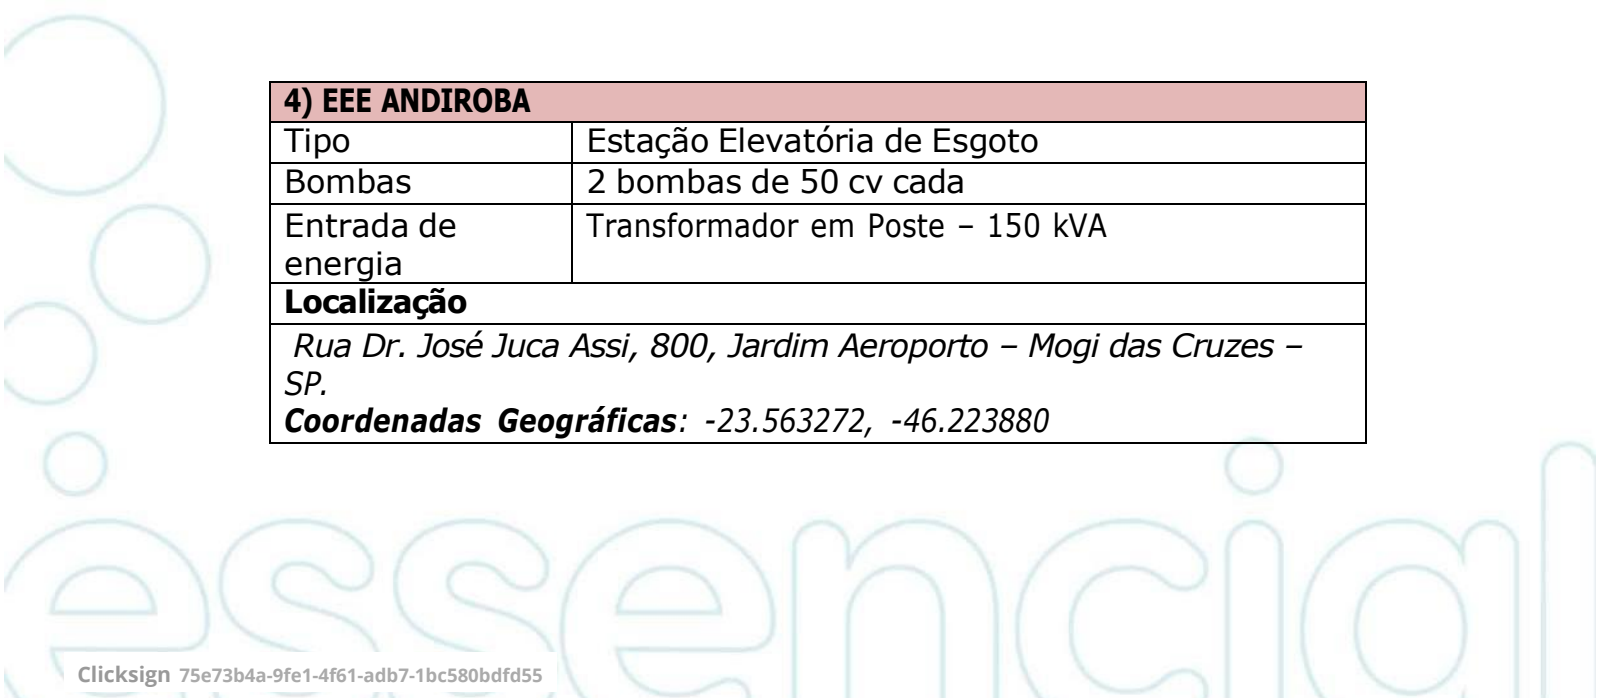 4) EEE ANDIROBA
Tipo Estação Elevatória de Esgoto
Bombas 2 bombas de 50 cv cada
Entrada de Transformador em Poste – 150 kVA
energia
Localização
Rua Dr. José Juca Assi, 800, Jardim Aeroporto – Mogi das Cruzes –
SP.
Coordenadas Geográficas: -23.563272, -46.223880
essencial
Clicksign 75e73b4a-9fe1-4f61-adb7-1bc580bdfd55